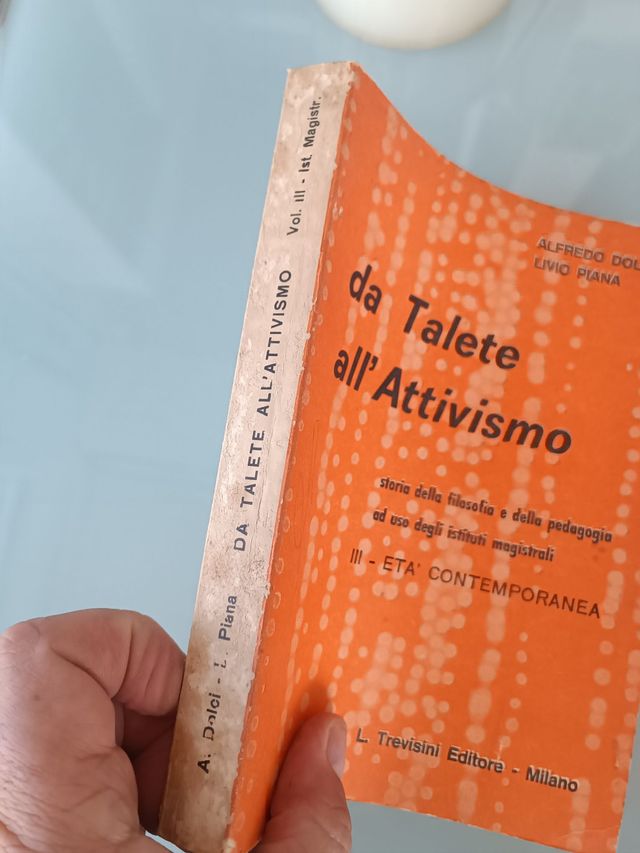 A. Dolci - L. Piana DA TALETE ALL'ATTIVISMO Vol. III - Ist. Magistr.
ALFREDO DOL
LIVIO PIANA
da Talete
all'Attivismo
storia della filosofia e della pedagogia
ad uso degli istituti magistrali
III - ETA' CONTEMPORANEA
L. Trevisini Editore - Milano